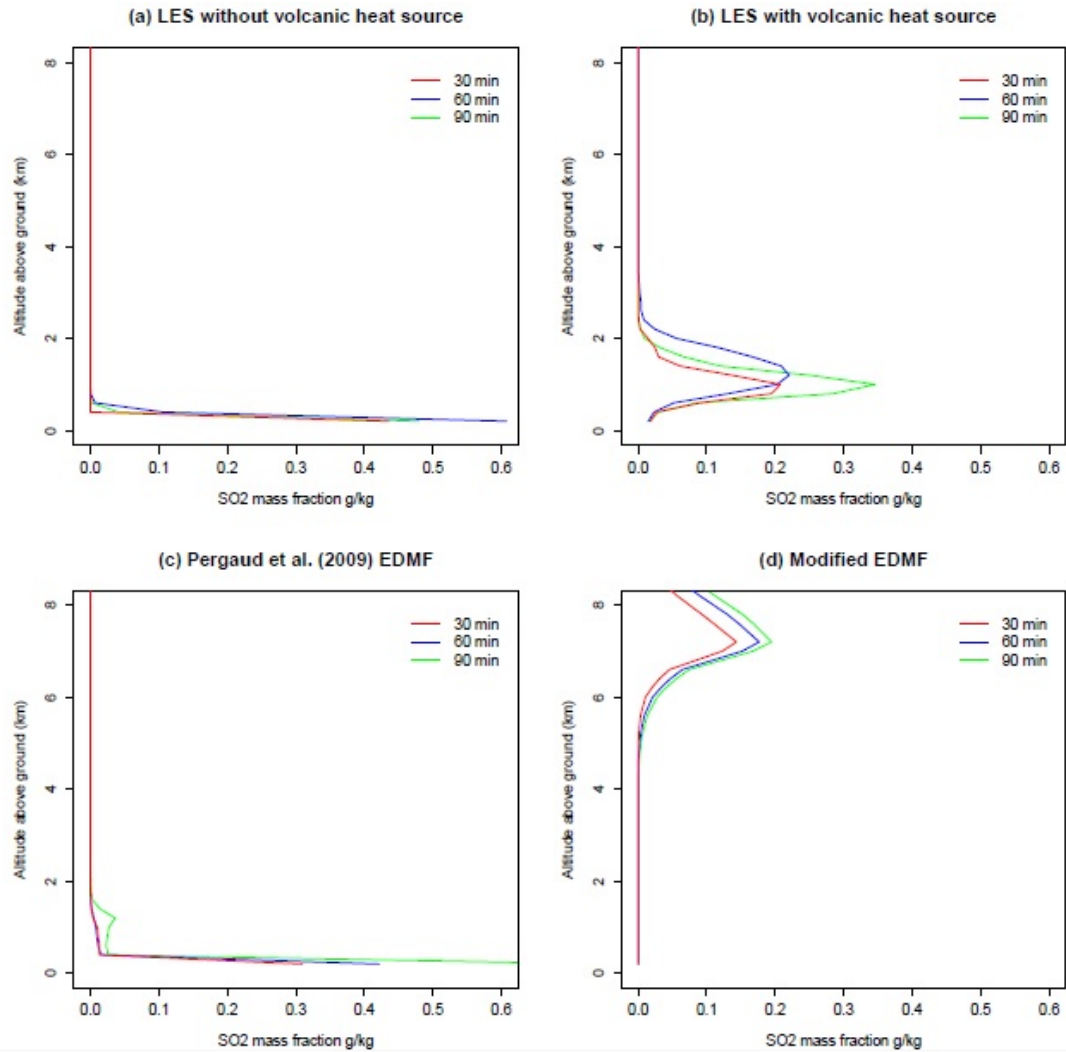 (a) LES without volcanic heat source
8
6
4
2
0
Altitude above ground (km)
30 min
60 min
90 min
0.0 0.1 0.2 0.3 0.4 0.5 0.6
SO2 mass fraction g/kg
(b) LES with volcanic heat source
8
6
4
2
0
Altitude above ground (km)
30 min
60 min
90 min
0.0 0.1 0.2 0.3 0.4 0.5 0.6
SO2 mass fraction g/kg
(c) Pergaud et al. (2009) EDMF
8
6
4
2
0
Altitude above ground (km)
30 min
60 min
90 min
0.0 0.1 0.2 0.3 0.4 0.5 0.6
SO2 mass fraction g/kg
(d) Modified EDMF
8
6
4
2
0
Altitude above ground (km)
30 min
60 min
90 min
0.0 0.1 0.2 0.3 0.4 0.5 0.6
SO2 mass fraction g/kg